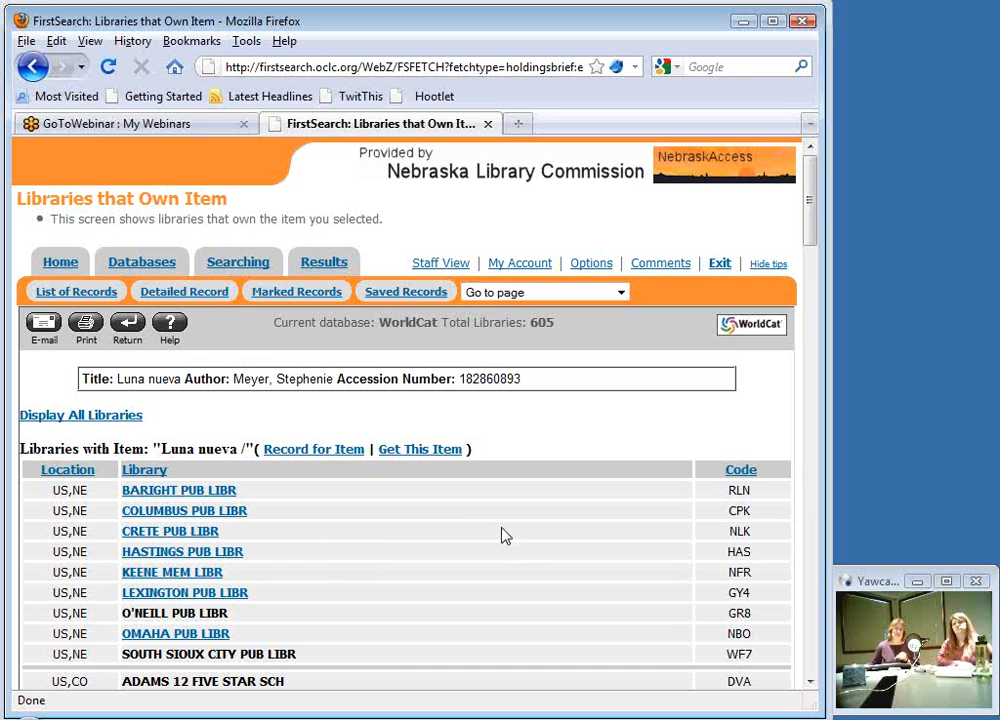 FirstSearch: Libraries that Own Item - Mozilla Firefox
File Edit View History Bookmarks Tools Help
http://firstsearch.oclc.org/WebZ/FSFETCH?fetchtype=holdingsbrief:e Google
Most Visited Getting Started Latest Headlines TwitThis Hootlet
GoToWebinar : My Webinars FirstSearch: Libraries that Own It...
Provided by
Nebraska Library Commission
NebraskAccess
Libraries that Own Item
• This screen shows libraries that own the item you selected.
Home Databases Searching Results Staff View | My Account | Options | Comments | Exit | Hide tips
List of Records Detailed Record Marked Records Saved Records Go to page
Current database: WorldCat Total Libraries: 605
WorldCat
E-mail Print Return Help
Title: Luna nueva Author: Meyer, Stephenie Accession Number: 182860893
Display All Libraries
Libraries with Item: "Luna nueva /"( Record for Item | Get This Item )
Location Library Code
US,NE BARIGHT PUB LIBR RLN
US,NE COLUMBUS PUB LIBR CPK
US,NE CRETE PUB LIBR NLK
US,NE HASTINGS PUB LIBR HAS
US,NE KEENE MEM LIBR NFR
US,NE LEXINGTON PUB LIBR GY4
US,NE O'NEILL PUB LIBR GR8
US,NE OMAHA PUB LIBR NBO
US,NE SOUTH SIOUX CITY PUB LIBR WF7
US,CO ADAMS 12 FIVE STAR SCH DVA
Done
Yawca...